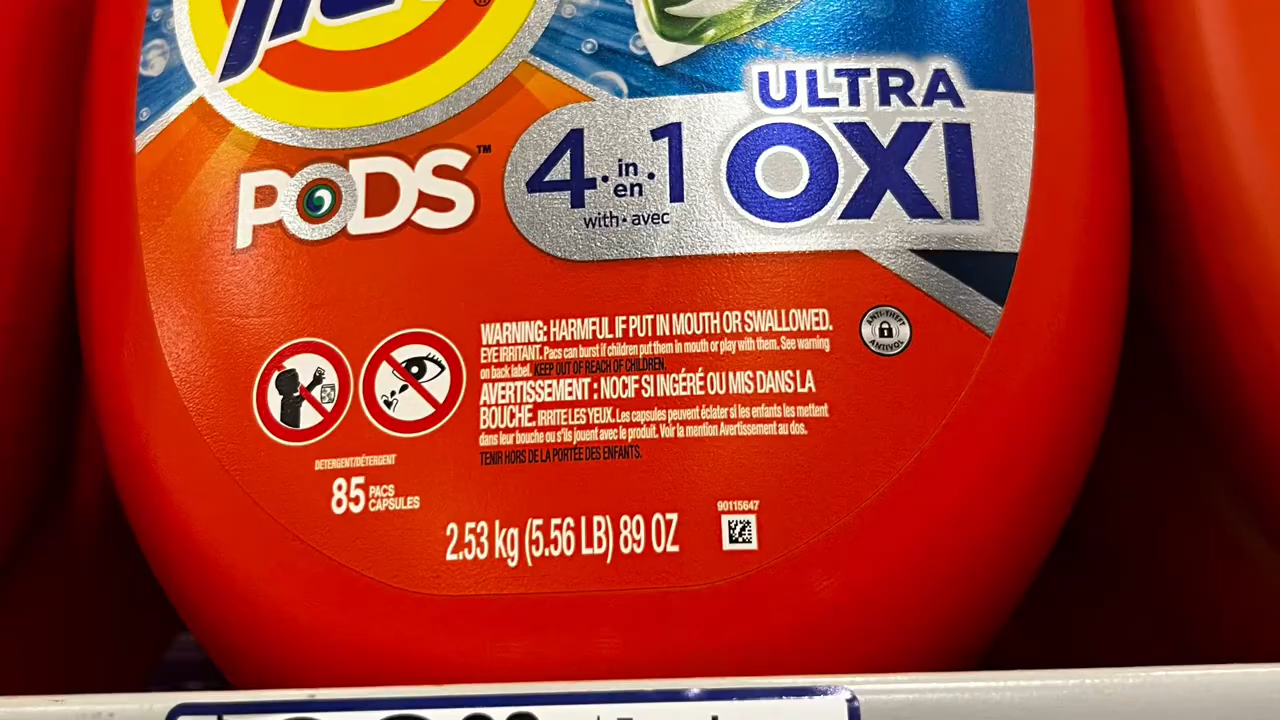 Tide®
PODS™
4 in en 1
with • avec
ULTRA
OXI
WARNING: HARMFUL IF PUT IN MOUTH OR SWALLOWED.
EYE IRRITANT. Pacs can burst if children put them in mouth or play with them. See warning
on back label. KEEP OUT OF REACH OF CHILDREN.
AVERTISSEMENT : NOCIF SI INGÉRÉ OU MIS DANS LA
BOUCHE. IRRITE LES YEUX. Les capsules peuvent éclater si les enfants les mettent
dans leur bouche ou s'ils jouent avec le produit. Voir la mention Avertissement au dos.
TENIR HORS DE LA PORTÉE DES ENFANTS.
ANTI-THEFT
ANTIVOL
DETERGENT/DÉTERGENT
85 PACS
CAPSULES
2.53 kg (5.56 LB) 89 OZ
90115647